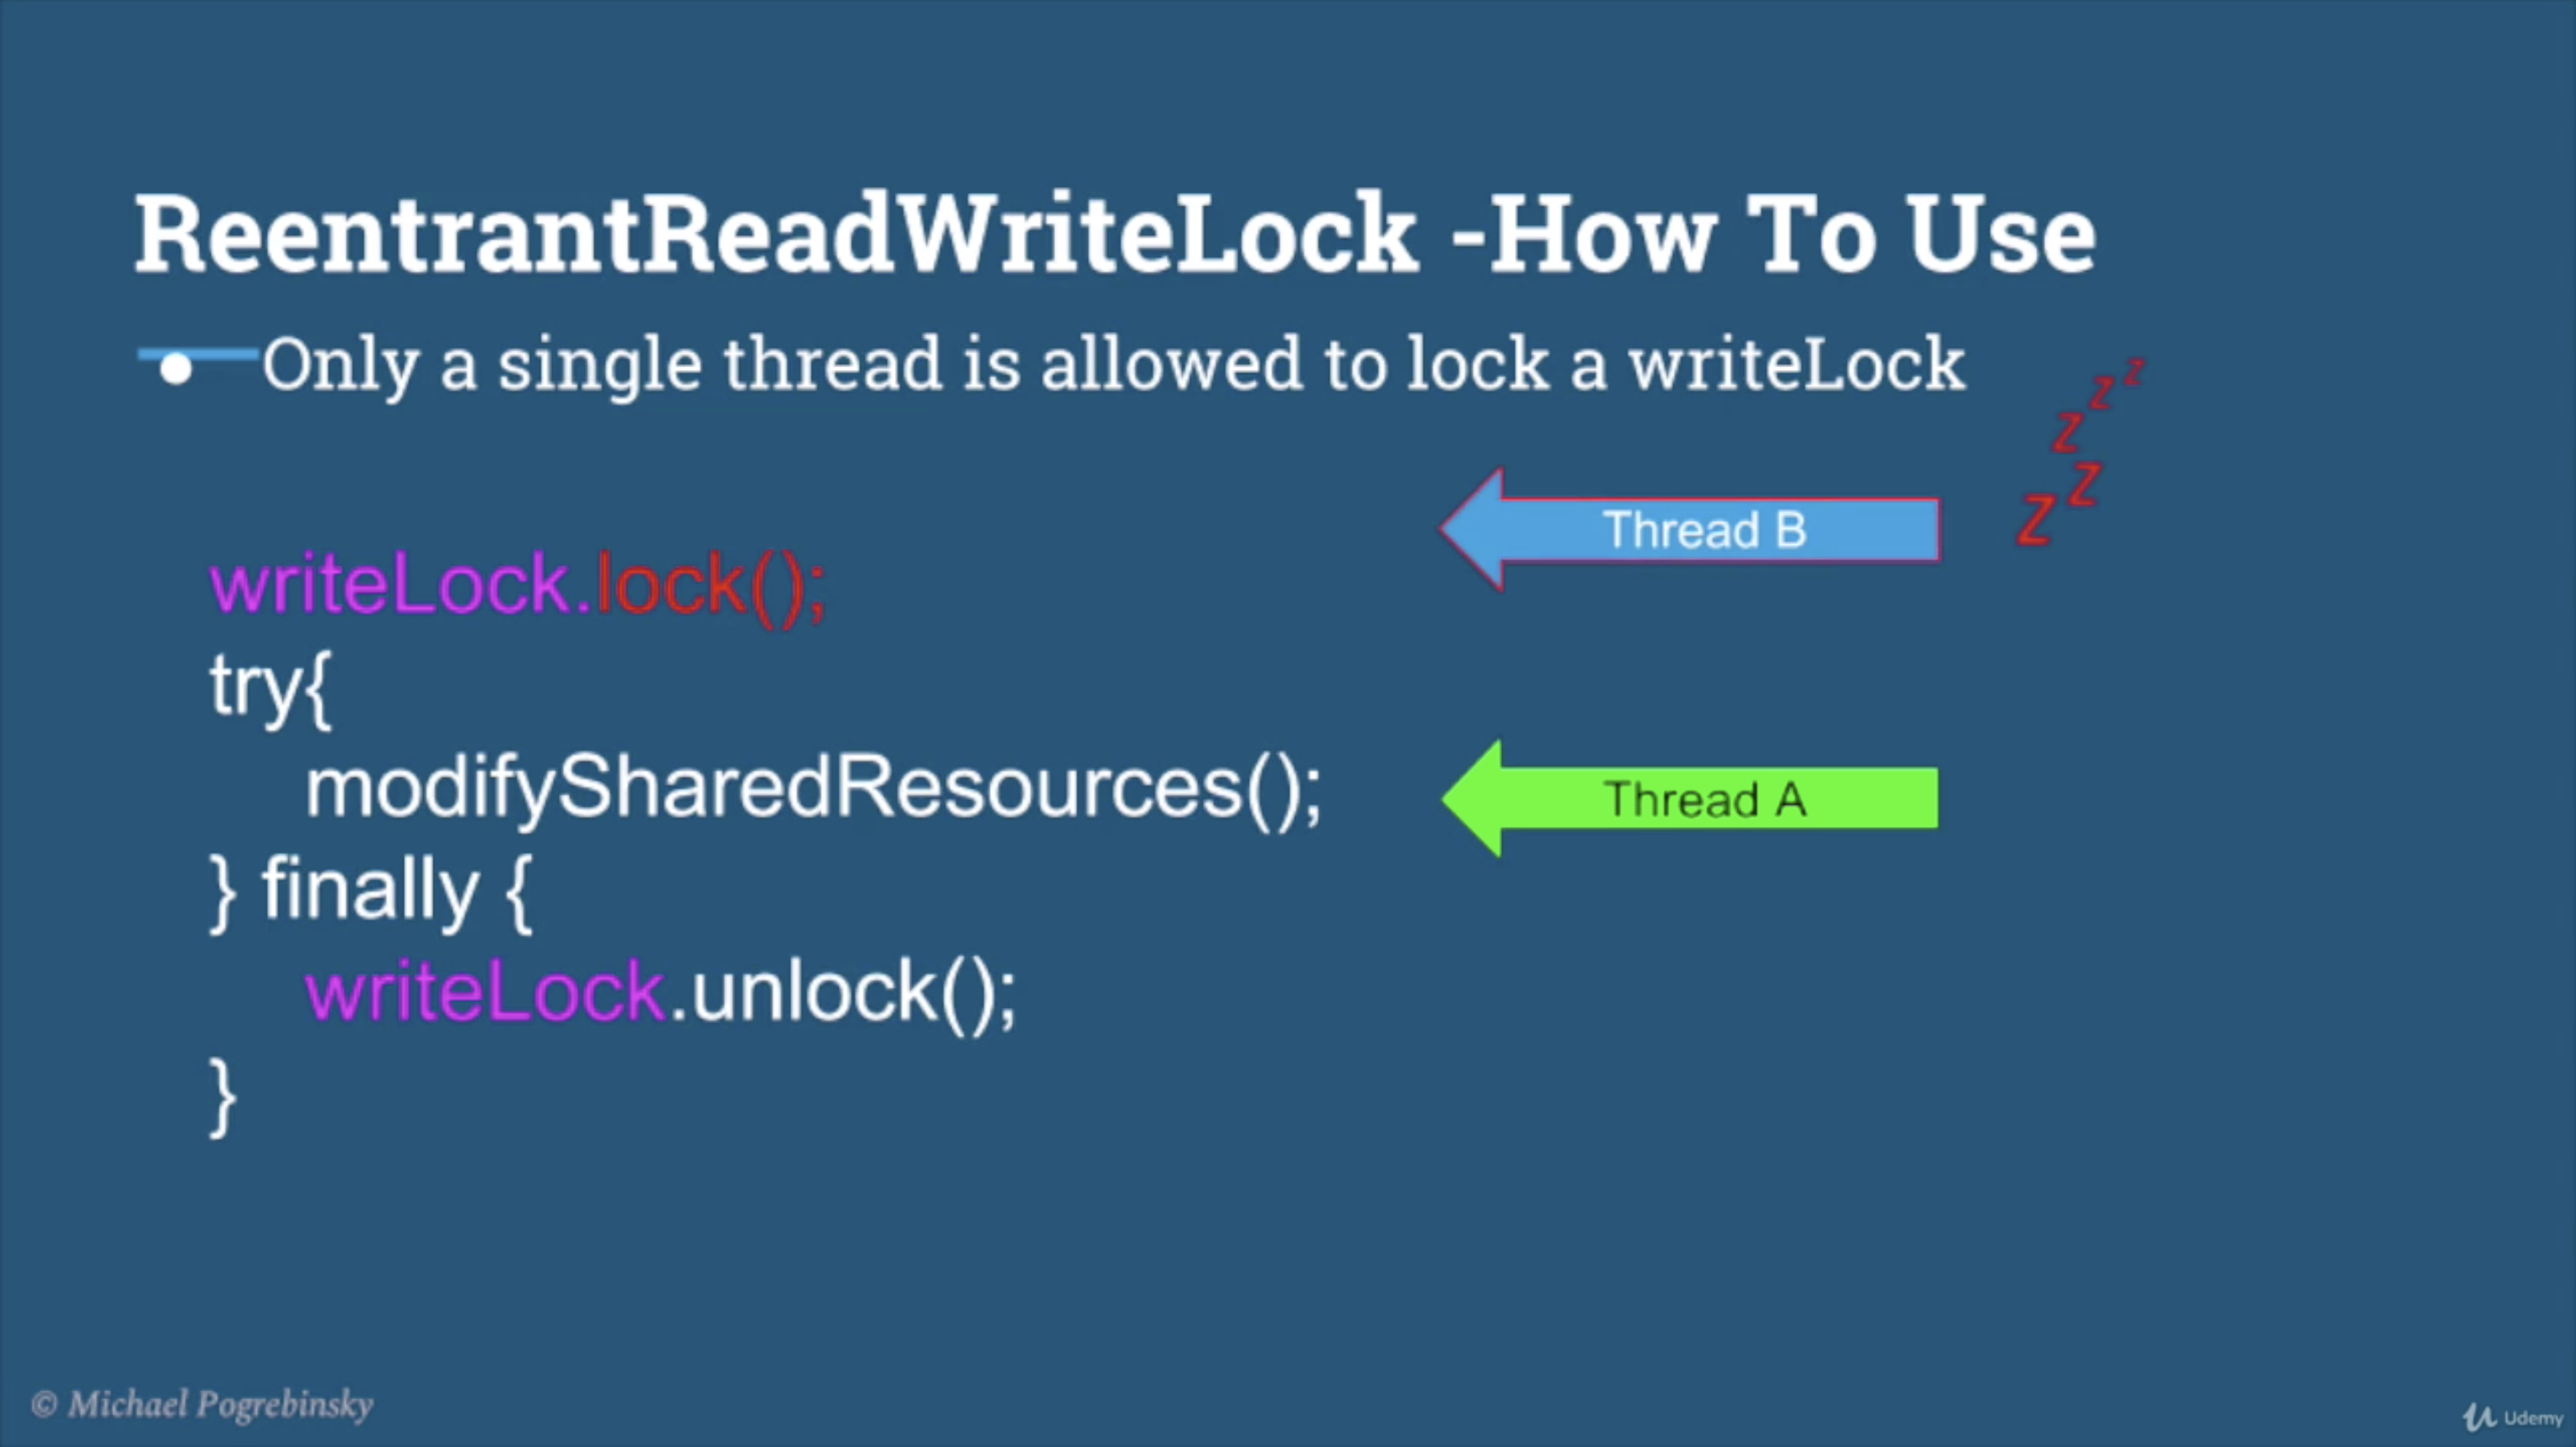 ReentrantReadWriteLock -How To Use
Only a single thread is allowed to lock a writeLock
z
z
z
z
z
Thread B
writeLock.lock();
try{
modifySharedResources();
Thread A
} finally {
writeLock.unlock();
}
© Michael Pogrebinsky
Udemy